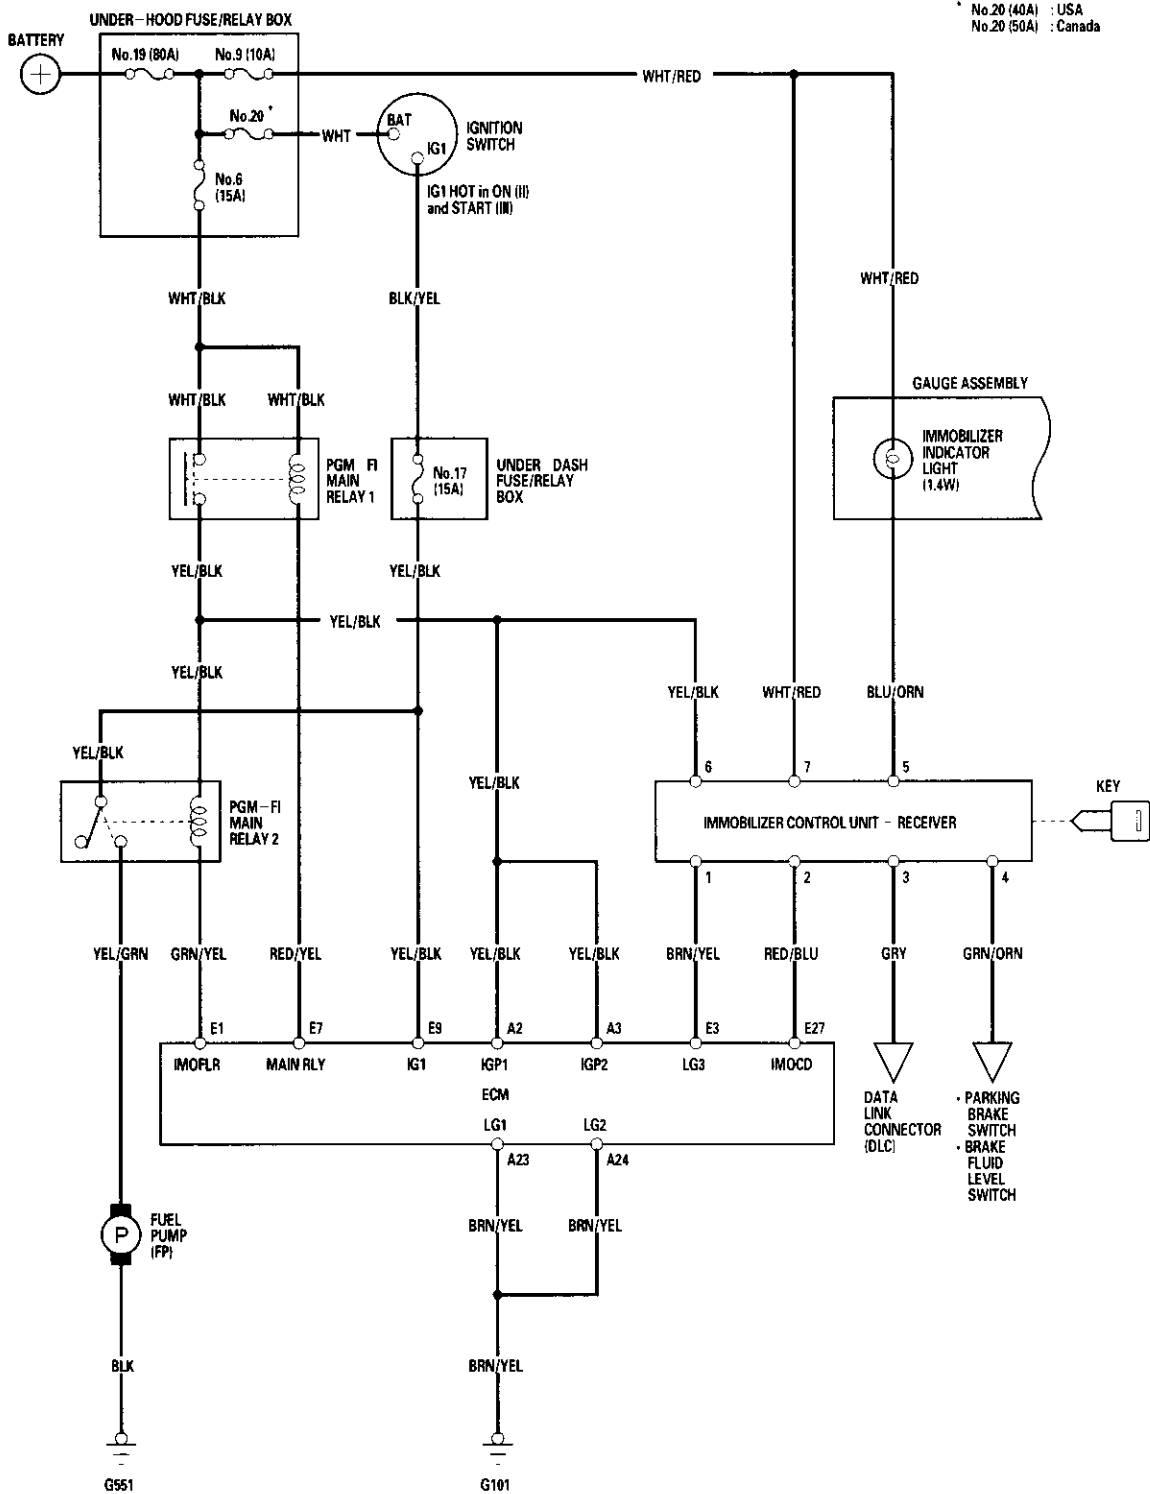 * No.20 (40A) : USA
No.20 (50A) : Canada
UNDER-HOOD FUSE/RELAY BOX
BATTERY
No.19 (80A)
No.9 (10A)
WHT/RED
No.20 *
WHT
BAT
IG1
IGNITION
SWITCH
No.6
(15A)
IG1 HOT in ON (II)
and START (III)
WHT/RED
WHT/BLK
BLK/YEL
GAUGE ASSEMBLY
WHT/BLK
WHT/BLK
IMMOBILIZER
INDICATOR
LIGHT
(1.4W)
PGM FI
MAIN
RELAY 1
No.17
(15A)
UNDER DASH
FUSE/RELAY
BOX
YEL/BLK
YEL/BLK
YEL/BLK
YEL/BLK
YEL/BLK
WHT/RED
BLU/ORN
YEL/BLK
6
7
5
YEL/BLK
KEY
PGM-FI
MAIN
RELAY 2
IMMOBILIZER CONTROL UNIT - RECEIVER
1
2
3
4
YEL/GRN
GRN/YEL
RED/YEL
YEL/BLK
YEL/BLK
YEL/BLK
BRN/YEL
RED/BLU
GRY
GRN/ORN
E1
E7
E9
A2
A3
E3
E27
IMOFLR
MAIN RLY
IG1
IGP1
IGP2
LG3
IMOCD
ECM
LG1
LG2
A23
A24
DATA
LINK
CONNECTOR
(DLC)
· PARKING
BRAKE
SWITCH
· BRAKE
FLUID
LEVEL
SWITCH
P
FUEL
PUMP
(FP)
BRN/YEL
BRN/YEL
BLK
BRN/YEL
G551
G101